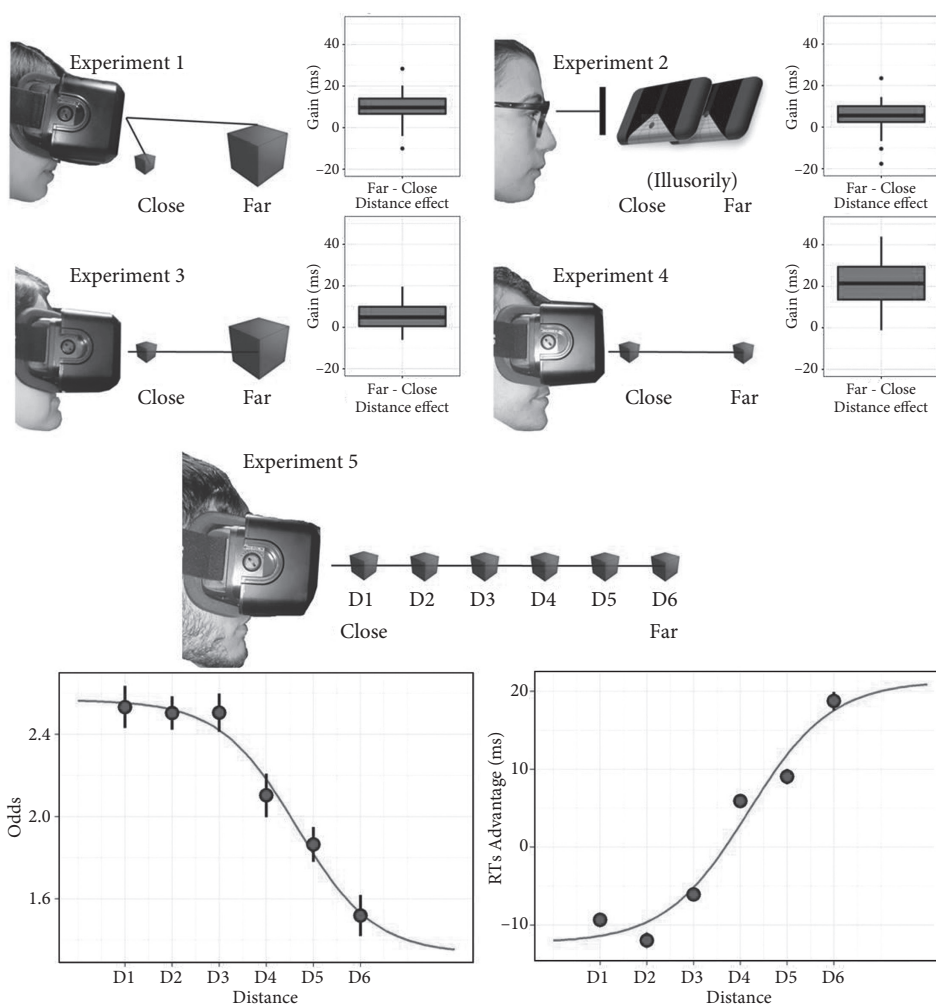 Experiment 1
Close
Far
Gain (ms)
40
20
0
−20
Far - Close
Distance effect
Experiment 2
(Illusorily)
Close
Far
Gain (ms)
40
20
0
−20
Far - Close
Distance effect
Experiment 3
Close
Far
Gain (ms)
40
20
0
−20
Far - Close
Distance effect
Experiment 4
Close
Far
Gain (ms)
40
20
0
−20
Far - Close
Distance effect
Experiment 5
D1 D2 D3 D4 D5 D6
Close Far
Odds
2.4
2.0
1.6
D1 D2 D3 D4 D5 D6
Distance
RTs Advantage (ms)
20
10
0
−10
D1 D2 D3 D4 D5 D6
Distance